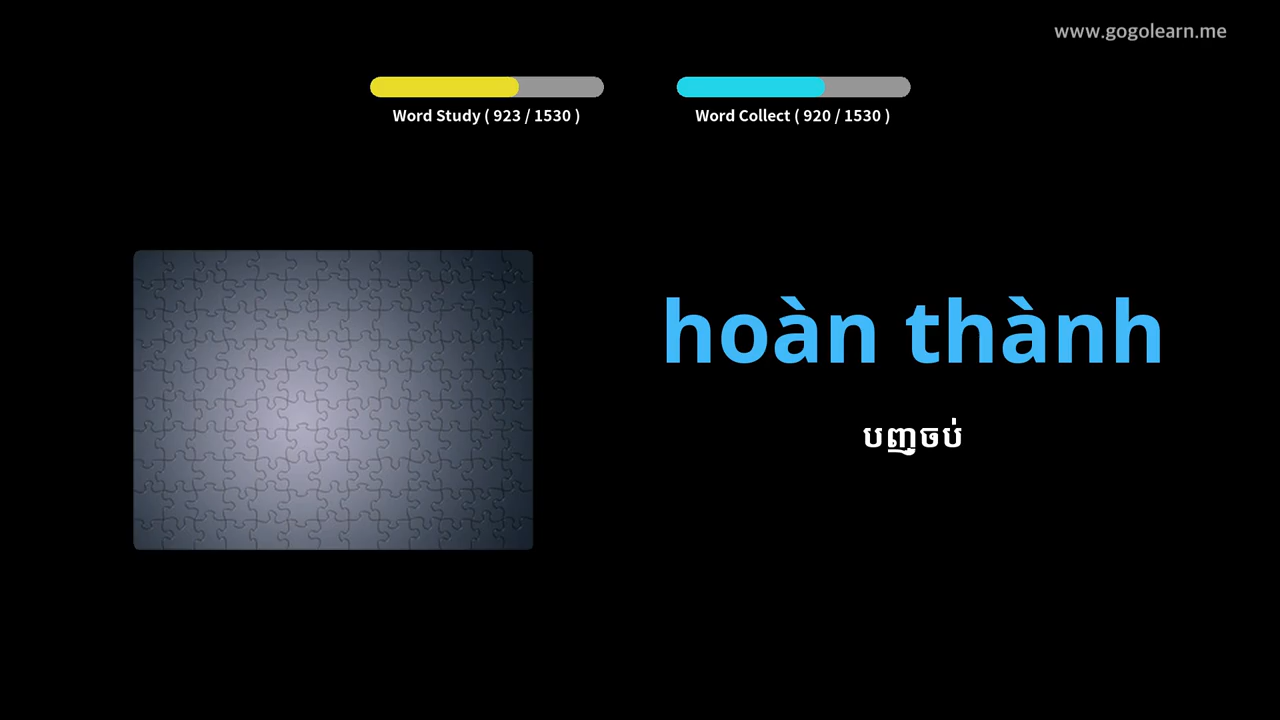 www.gogolearn.me
Word Study ( 923 / 1530 )
Word Collect ( 920 / 1530 )
hoàn thành
បញ្ចប់